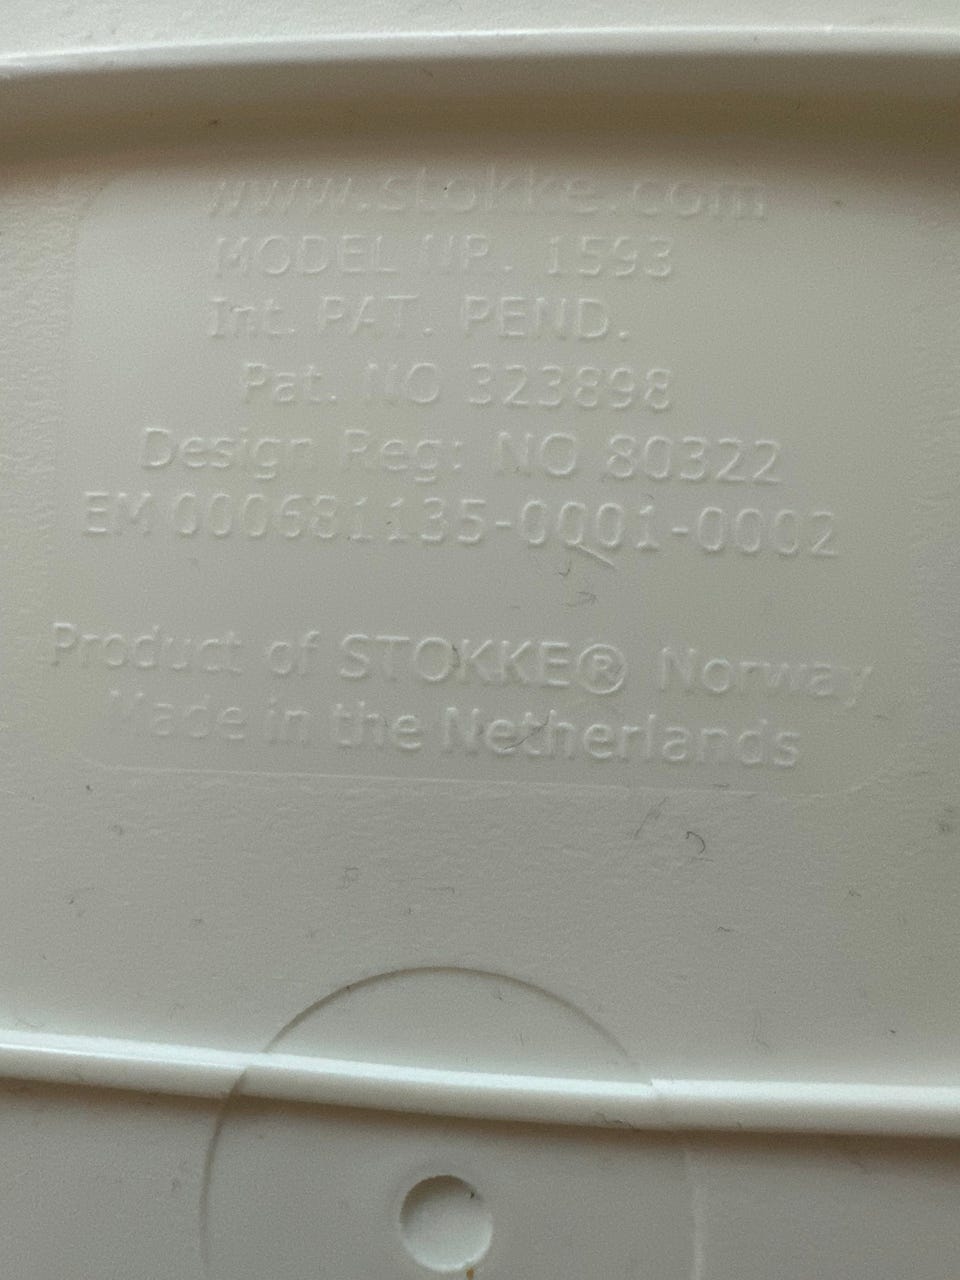 www.stokke.com
MODEL NR. 1593
Int. PAT. PEND.
Pat. NO 323898
Design Reg: NO 80322
EM 000681135-0001-0002
Product of STOKKE® Norway
Made in the Netherlands